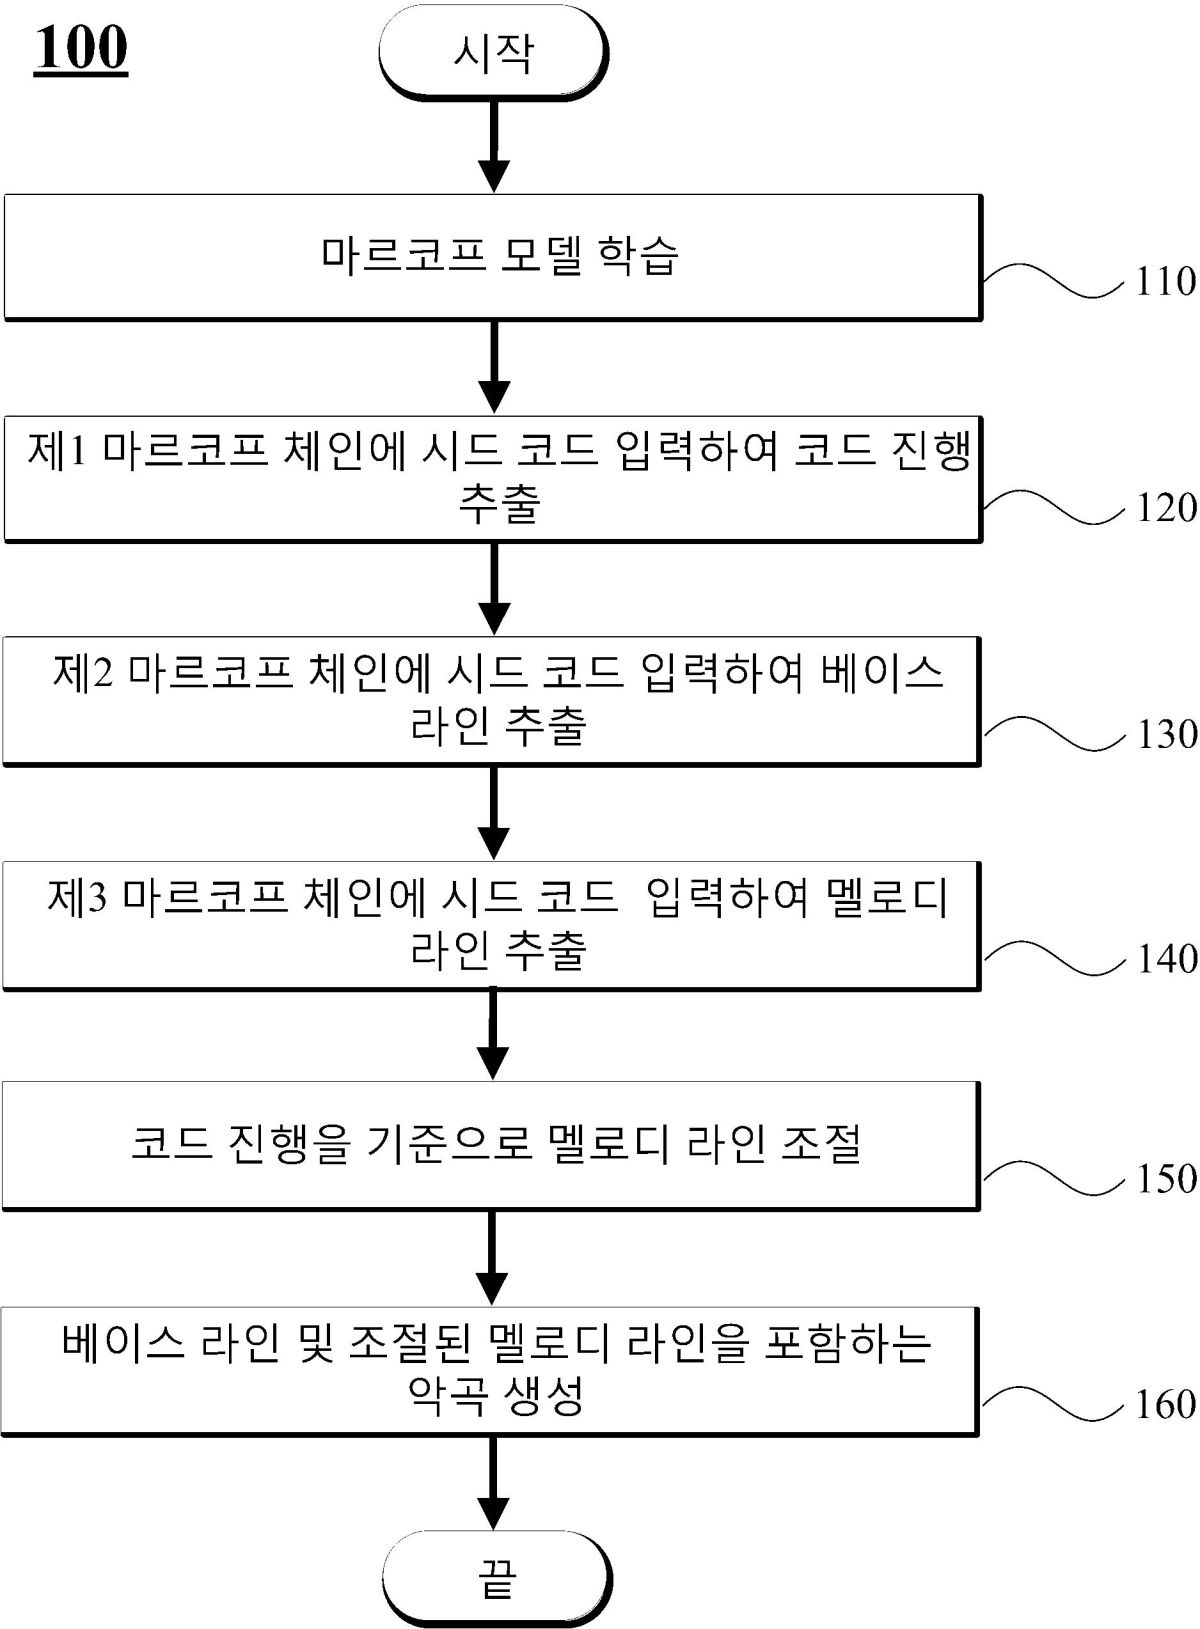 100
시작
마르코프 모델 학습
110
제1 마르코프 체인에 시드 코드 입력하여 코드 진행
추출
120
제2 마르코프 체인에 시드 코드 입력하여 베이스
라인 추출
130
제3 마르코프 체인에 시드 코드 입력하여 멜로디
라인 추출
140
코드 진행을 기준으로 멜로디 라인 조절
150
베이스 라인 및 조절된 멜로디 라인을 포함하는
악곡 생성
160
끝